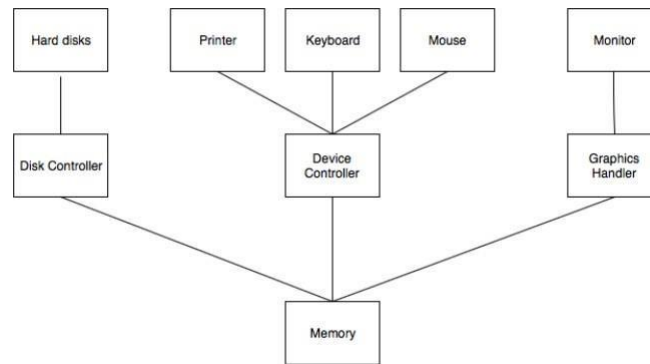 Hard disks
Printer
Keyboard
Mouse
Monitor
Disk Controller
Device
Controller
Graphics
Handler
Memory